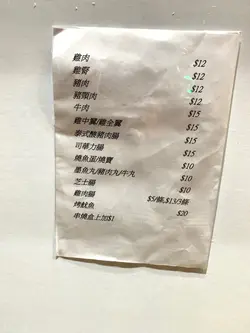 雞肉 $12
雞腎 $12
豬肉 $12
豬頸肉 $12
牛肉 $15
雞中翼/雞全翼 $15
泰式酸豬肉腸 $15
司華力腸 $15
燒魚蛋/燒賣 $10
墨魚丸/豬肉丸/牛丸 $10
芝士腸 $10
雞肉腸 $5/條,$13/3條
烤魷魚 $20
串燒盒上加$1